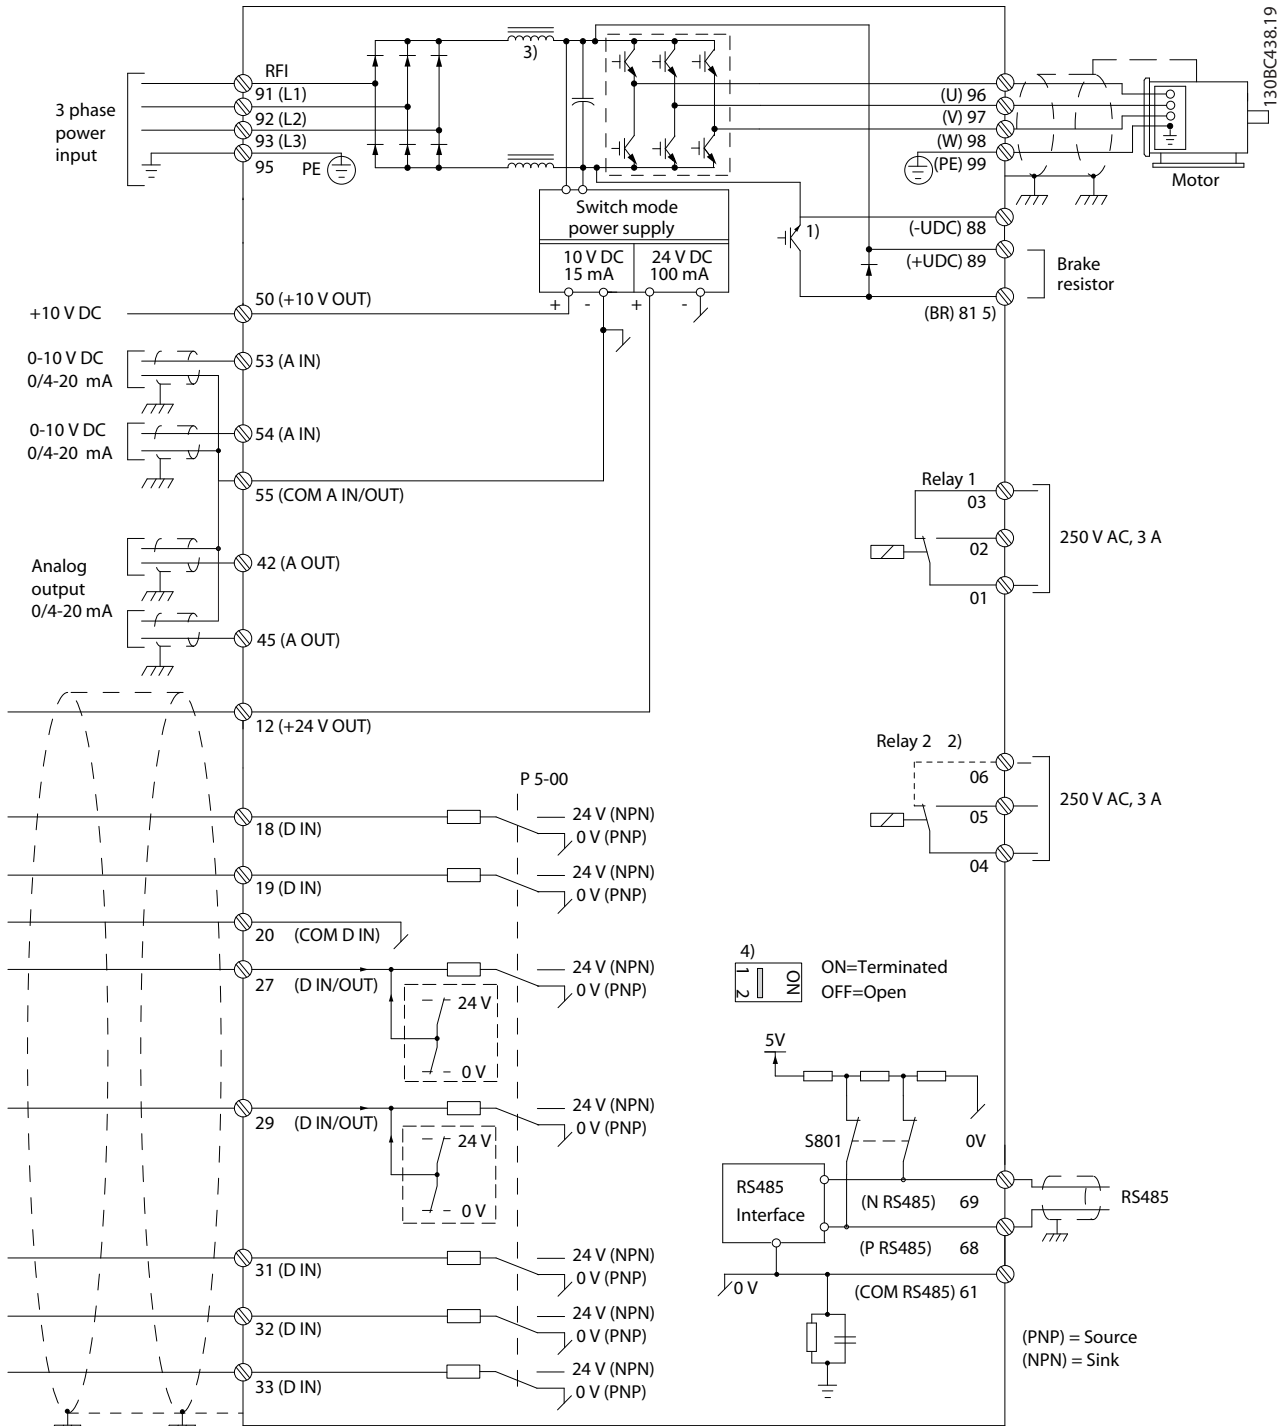 130BC438.19
3 phase
power
input
RFI
91 (L1)
92 (L2)
93 (L3)
95
PE
3)
(U) 96
(V) 97
(W) 98
(PE) 99
Motor
Switch mode
power supply
10 V DC
15 mA
24 V DC
100 mA
+
-
+
-
1)
(-UDC) 88
(+UDC) 89
(BR) 81 5)
Brake
resistor
+10 V DC
50 (+10 V OUT)
0-10 V DC
0/4-20 mA
53 (A IN)
0-10 V DC
0/4-20 mA
54 (A IN)
55 (COM A IN/OUT)
Analog
output
0/4-20 mA
42 (A OUT)
45 (A OUT)
12 (+24 V OUT)
Relay 1
03
02
01
250 V AC, 3 A
Relay 2 2)
06
05
04
250 V AC, 3 A
P 5-00
18 (D IN)
24 V (NPN)
0 V (PNP)
19 (D IN)
24 V (NPN)
0 V (PNP)
20 (COM D IN)
27 (D IN/OUT)
24 V (NPN)
0 V (PNP)
24 V
0 V
29 (D IN/OUT)
24 V (NPN)
0 V (PNP)
24 V
0 V
31 (D IN)
24 V (NPN)
0 V (PNP)
32 (D IN)
24 V (NPN)
0 V (PNP)
33 (D IN)
24 V (NPN)
0 V (PNP)
4)
1 2
ON
ON=Terminated
OFF=Open
5V
S801
0V
RS485
Interface
(N RS485) 69
(P RS485) 68
RS485
0 V
(COM RS485) 61
(PNP) = Source
(NPN) = Sink